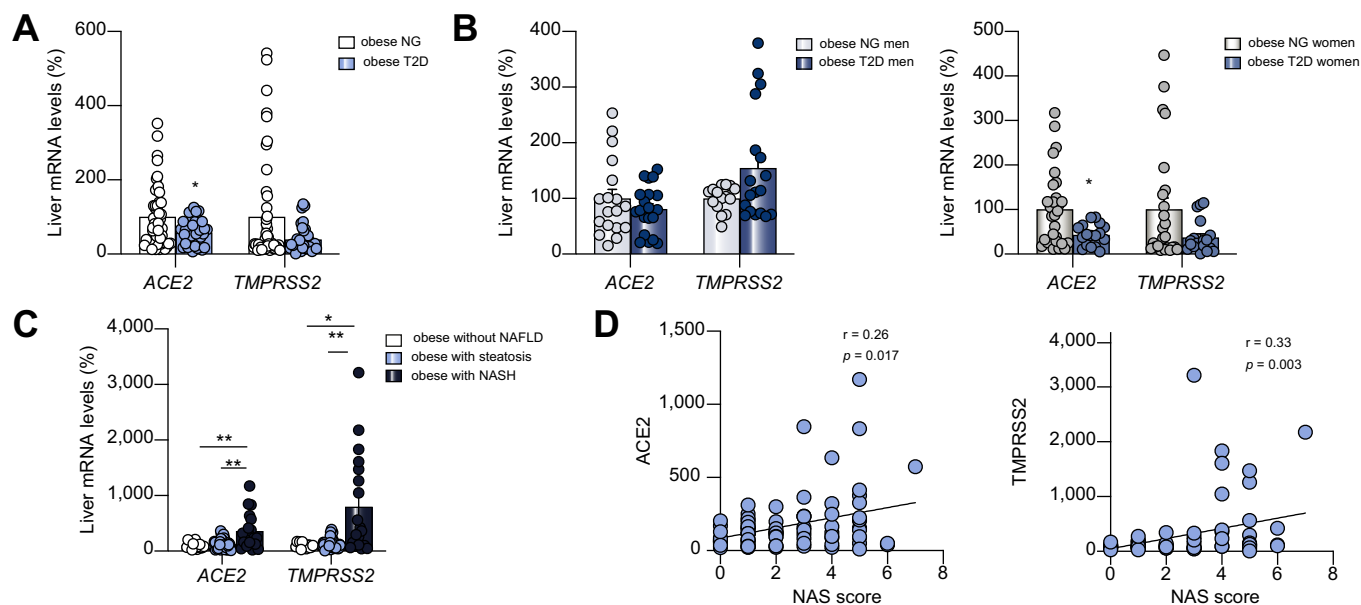 A
Liver mRNA levels (%)
600
400
200
0
obese NG
obese T2D
*
ACE2
TMPRSS2
B
Liver mRNA levels (%)
400
300
200
100
0
obese NG men
obese T2D men
ACE2
TMPRSS2
Liver mRNA levels (%)
500
400
300
200
100
0
obese NG women
obese T2D women
*
ACE2
TMPRSS2
C
Liver mRNA levels (%)
4,000
3,000
2,000
1,000
0
*
**
**
**
obese without NAFLD
obese with steatosis
obese with NASH
ACE2
TMPRSS2
D
ACE2
1,500
1,000
500
0
r = 0.26
p = 0.017
0 2 4 6 8
NAS score
TMPRSS2
4,000
3,000
2,000
1,000
0
r = 0.33
p = 0.003
0 2 4 6 8
NAS score